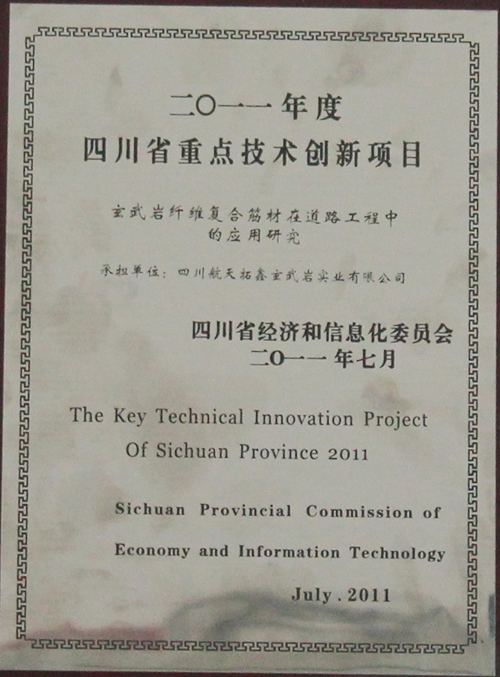 二〇一一年度
四川省重点技术创新项目
玄武岩纤维复合筋材在道路工程中
的应用研究
承担单位：四川航天拓鑫玄武岩实业有限公司
四川省经济和信息化委员会
二〇一一年七月
The Key Technical Innovation Project
Of Sichuan Province 2011
Sichuan Provincial Commission of
Economy and Information Technology
July . 2011